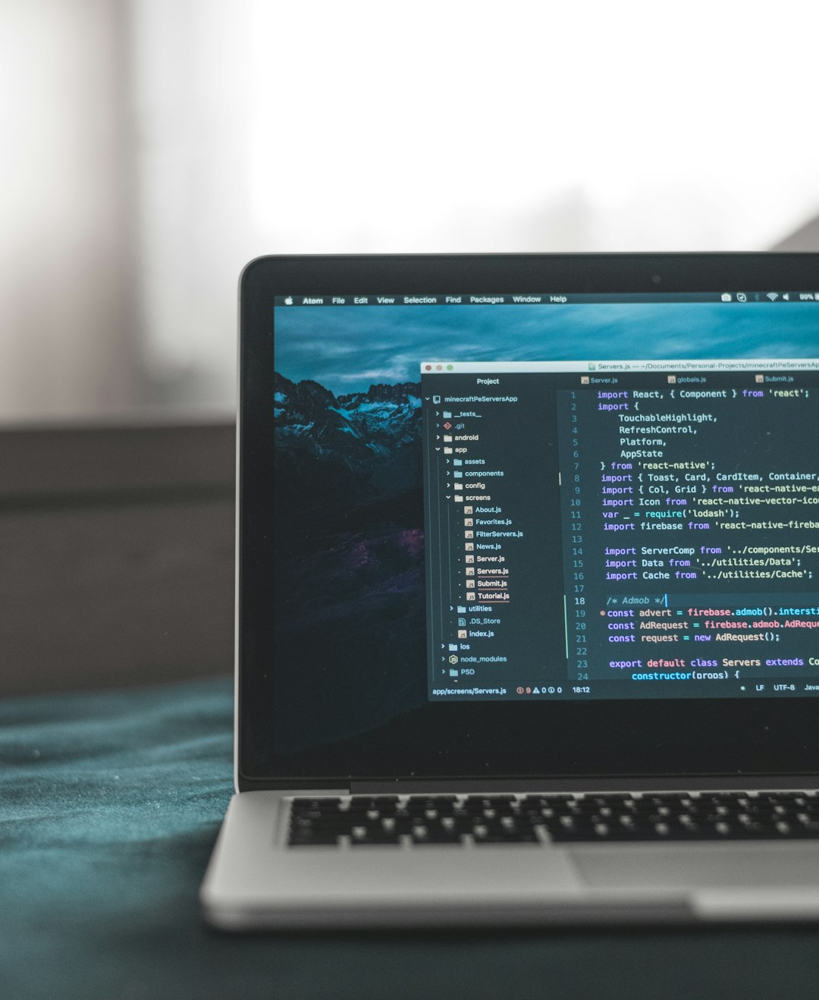 Atom File Edit View Selection Find Packages Window Help 99%
Servers.js — ~/Documents/Personal-Projects/minecraftPeServersApp
Project
Server.js globals.js Submit.js
minecraftPeServersApp
__tests__
.git
android
app
assets
components
config
screens
About.js
Favorites.js
FilterServers.js
News.js
Server.js
Servers.js
Submit.js
Tutorial.js
utilities
.DS_Store
index.js
ios
node_modules
PSD
1 import React, { Component } from 'react';
2 import {
3 TouchableHighlight,
4 RefreshControl,
5 Platform,
6 AppState
7 } from 'react-native';
8 import { Toast, Card, CardItem, Container,
9 import { Col, Grid } from 'react-native-ea
10 import Icon from 'react-native-vector-ico
11 var _ = require('lodash');
12 import firebase from 'react-native-fireba
13
14 import ServerComp from '../components/Ser
15 import Data from '../utilities/Data';
16 import Cache from '../utilities/Cache';
17
18 /* Admob */
19 const advert = firebase.admob().intersti
20 const AdRequest = firebase.admob.AdReque
21 const request = new AdRequest();
22
23 export default class Servers extends Co
24 constructor(props) {
app/screens/Servers.js 9 0 0 18:12 LF UTF-8 Java